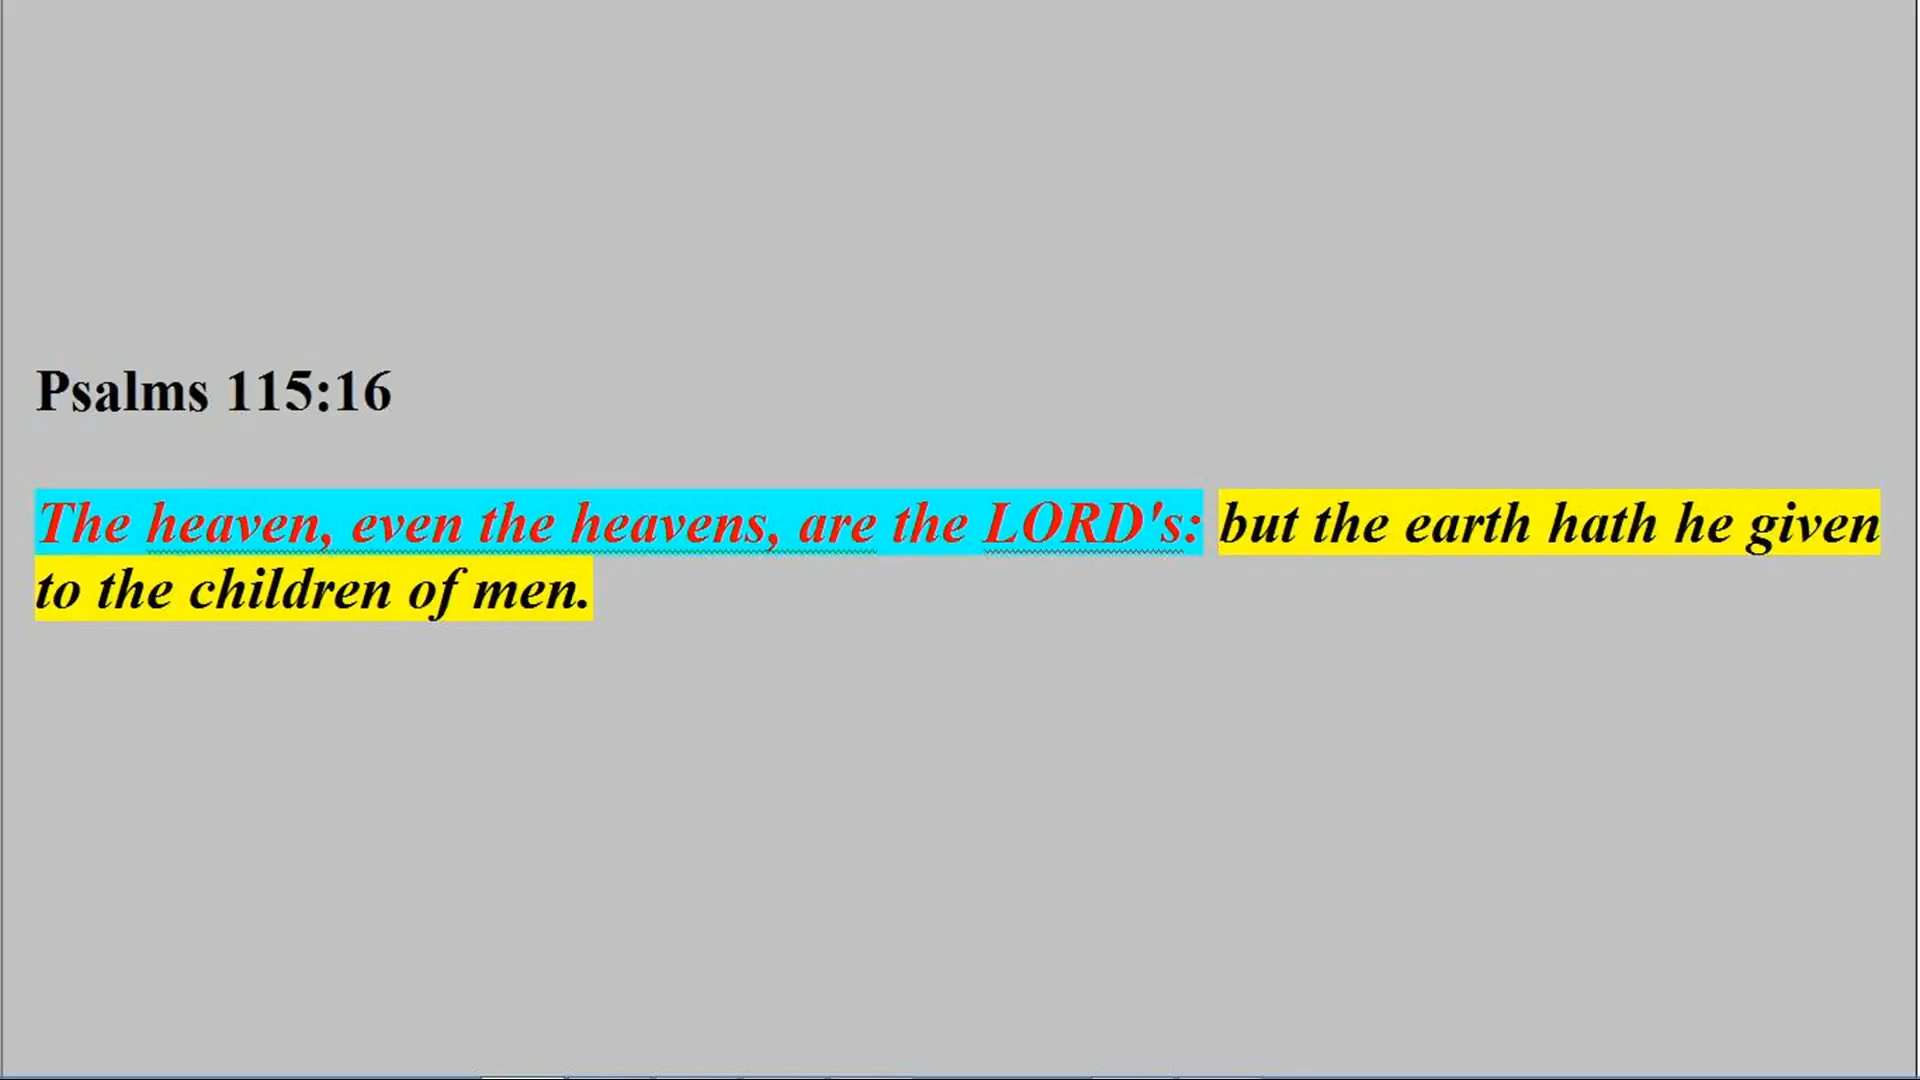 Psalms 115:16
The heaven, even the heavens, are the LORD's: but the earth hath he given
to the children of men.